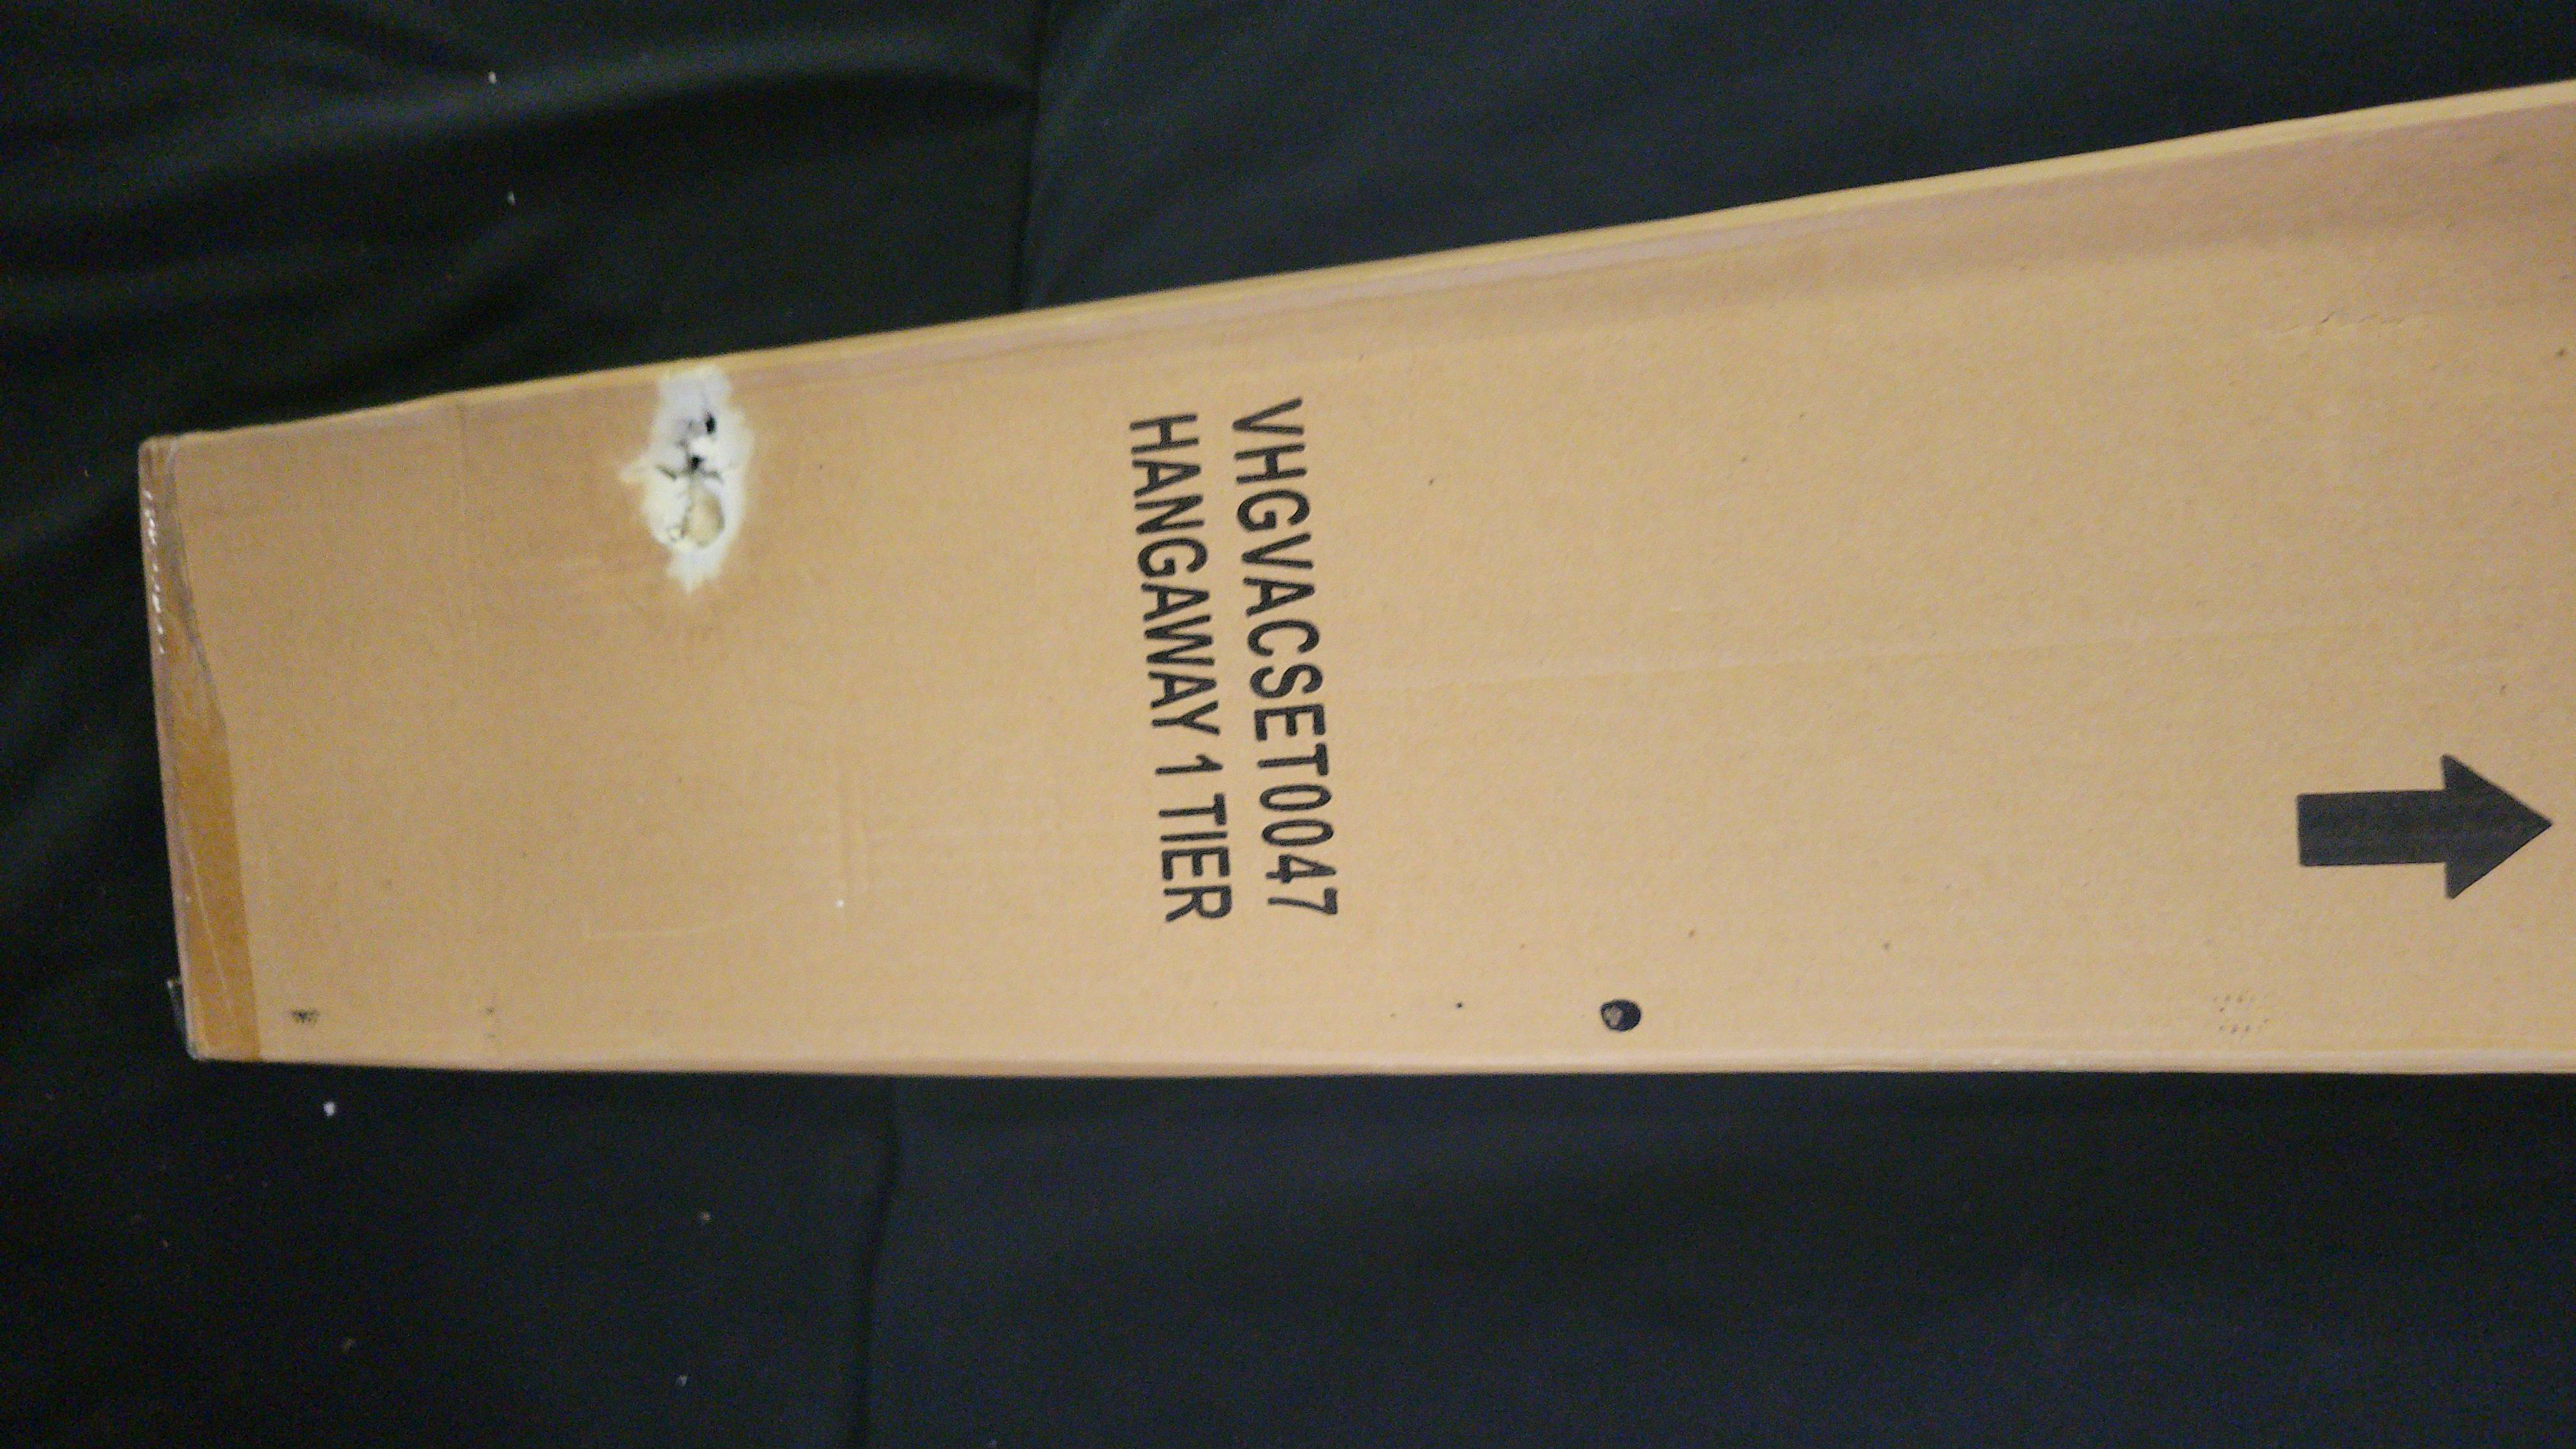 VHGVACSET0047
HANGAWAY 1 TIER